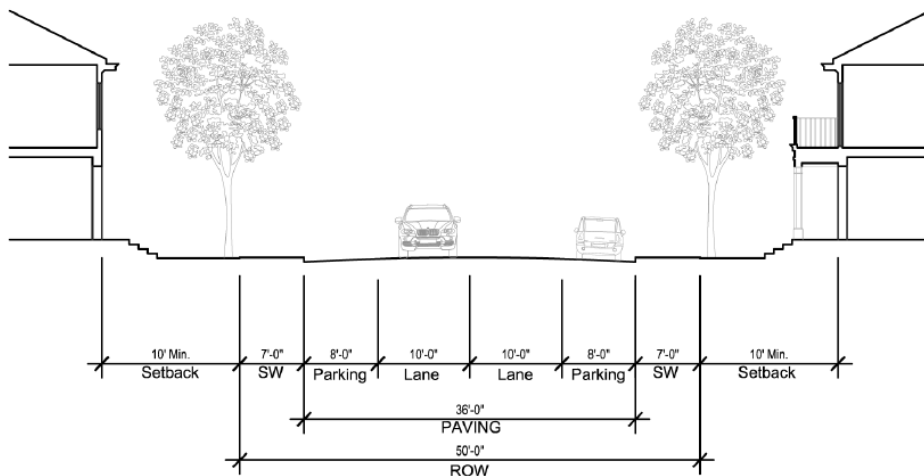 10' Min. 7'-0" 8'-0" 10'-0" 10'-0" 8'-0" 7'-0" 10' Min.
Setback SW Parking Lane Lane Parking SW Setback
36'-0"
PAVING
50'-0"
ROW